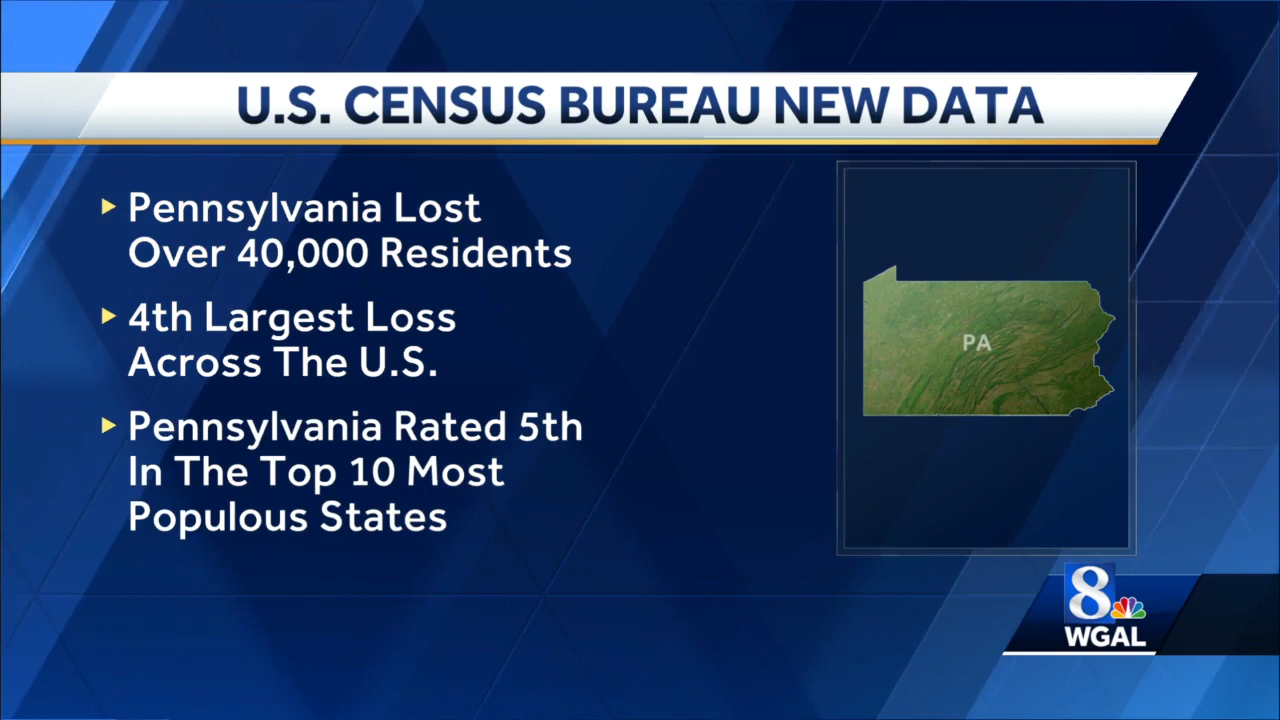 U.S. CENSUS BUREAU NEW DATA
Pennsylvania Lost
Over 40,000 Residents
4th Largest Loss
Across The U.S.
Pennsylvania Rated 5th
In The Top 10 Most
Populous States
PA
8
WGAL